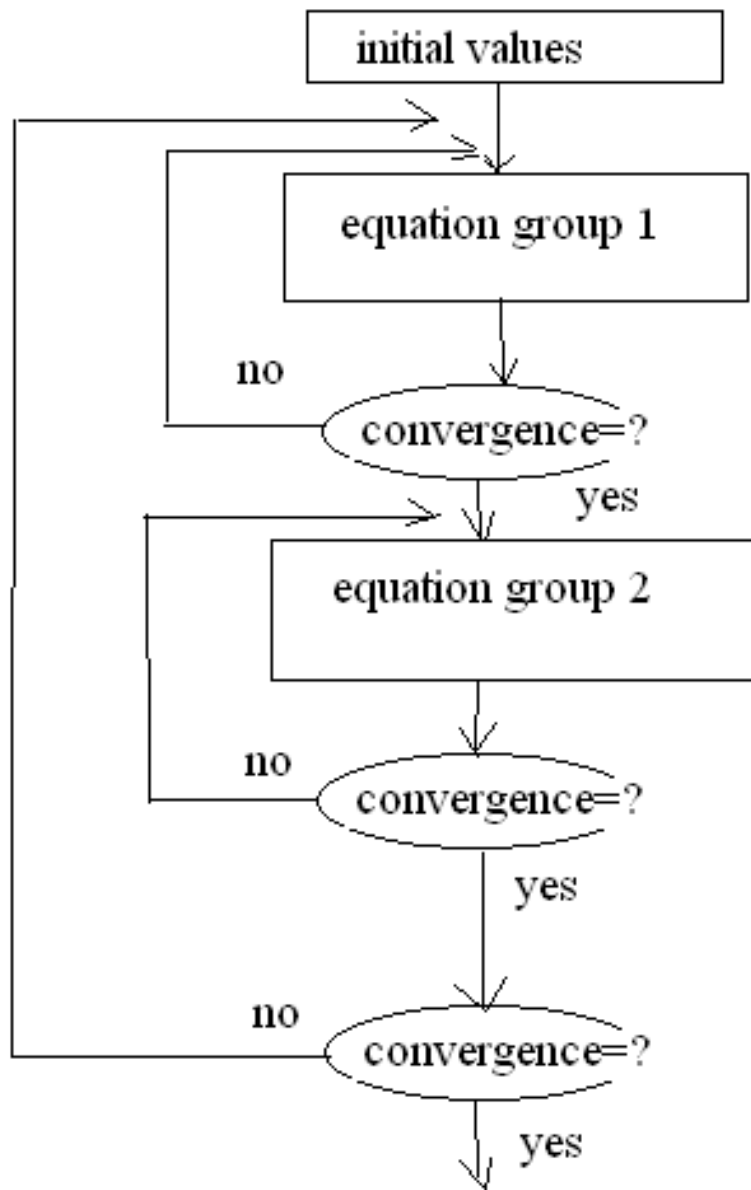 initial values
equation group 1
no
convergence=?
yes
equation group 2
no
convergence=?
yes
no
convergence=?
yes